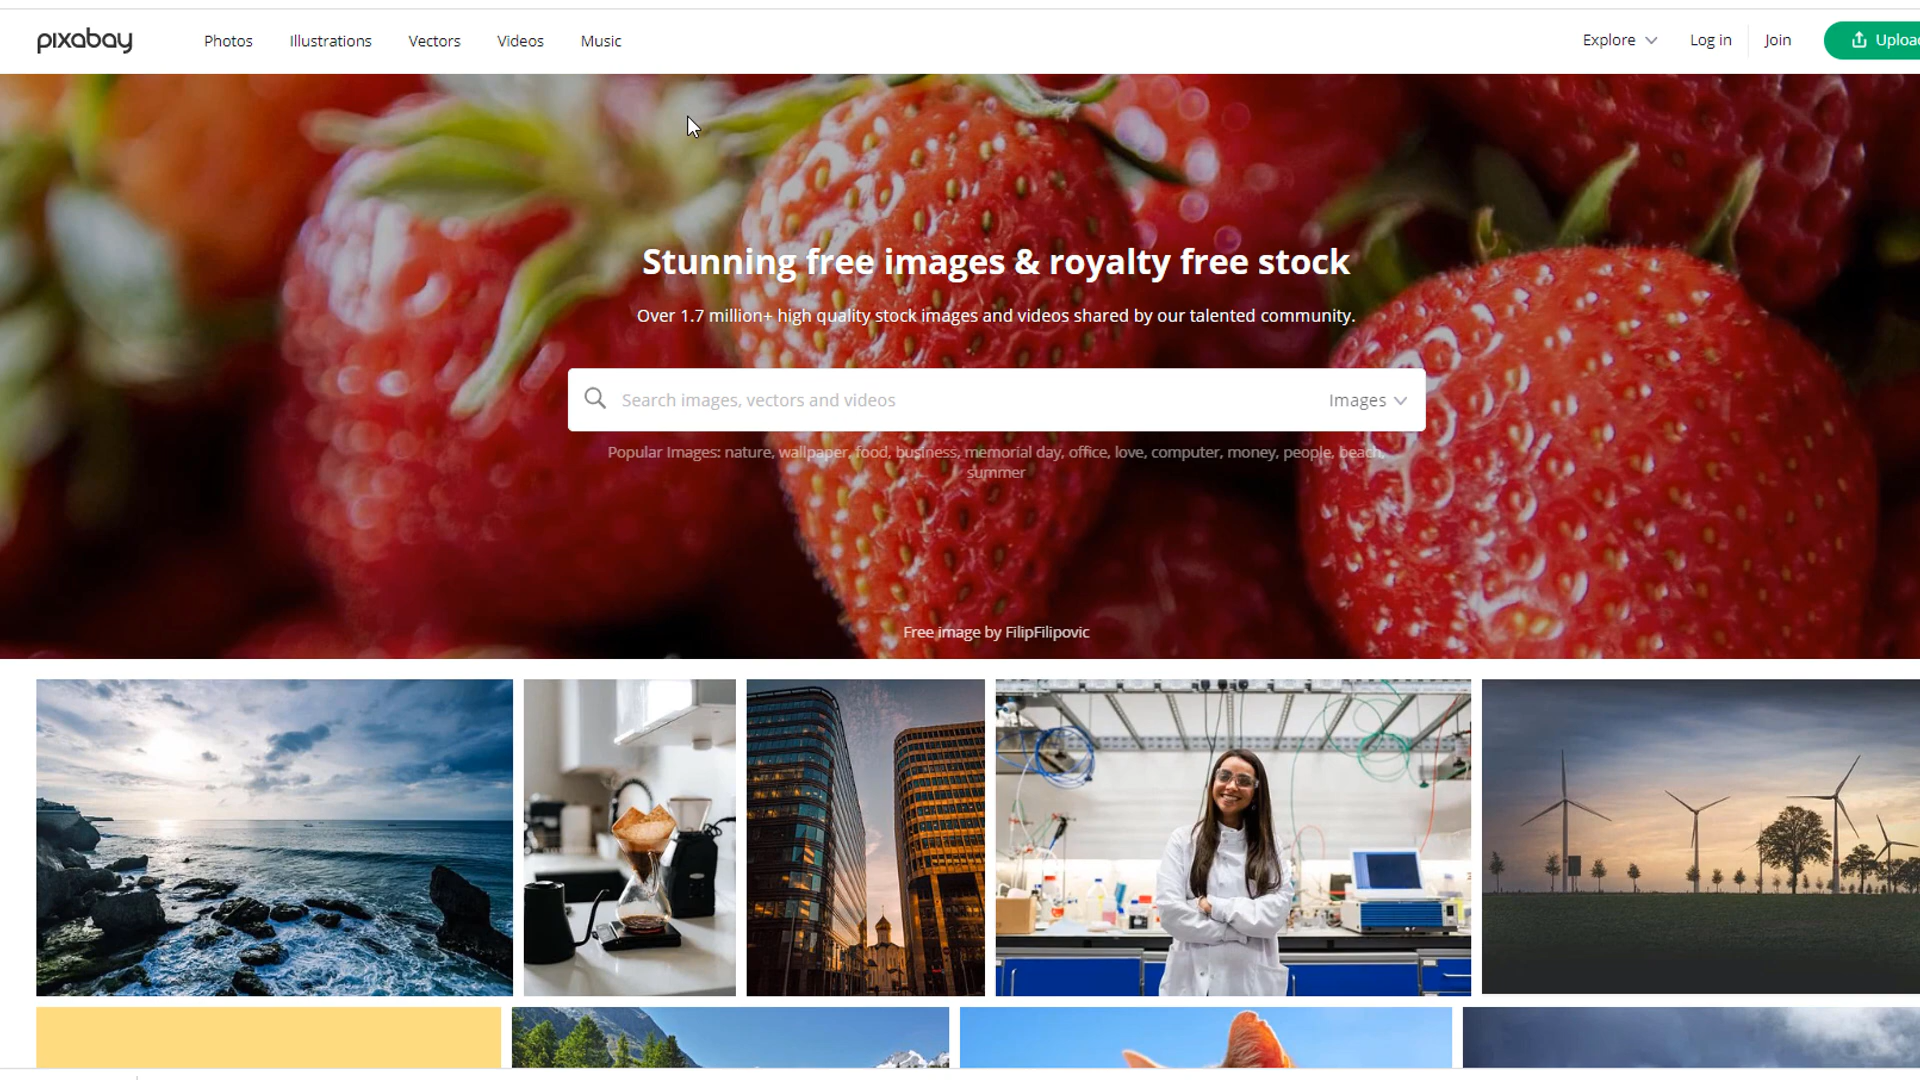 pixabay
Photos Illustrations Vectors Videos Music
Explore Log in Join
Stunning free images & royalty free stock
Over 1.7 million+ high quality stock images and videos shared by our talented community.
Search images, vectors and videos Images
Popular Images: nature, wallpaper, food, business, memorial day, office, love, computer, money, people, beach,
summer
Free image by FilipFilipovic